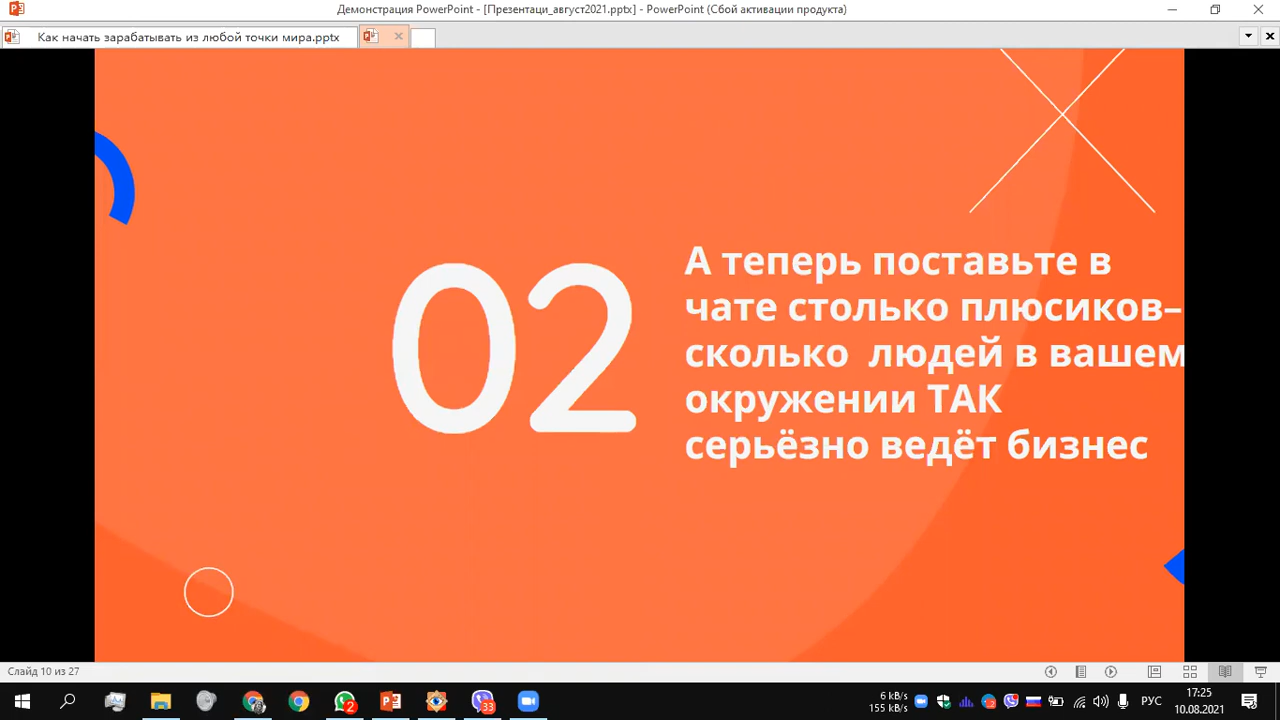 Демонстрация PowerPoint - [Презентаци_август2021.pptx] - PowerPoint (Сбой активации продукта)
Как начать зарабатывать из любой точки мира.pptx
02
А теперь поставьте в
чате столько плюсиков–
сколько  людей в вашем
окружении ТАК
серьёзно ведёт бизнес
Слайд 10 из 27
2
33
6 kB/s
155 kB/s
РУС
17:25
10.08.2021